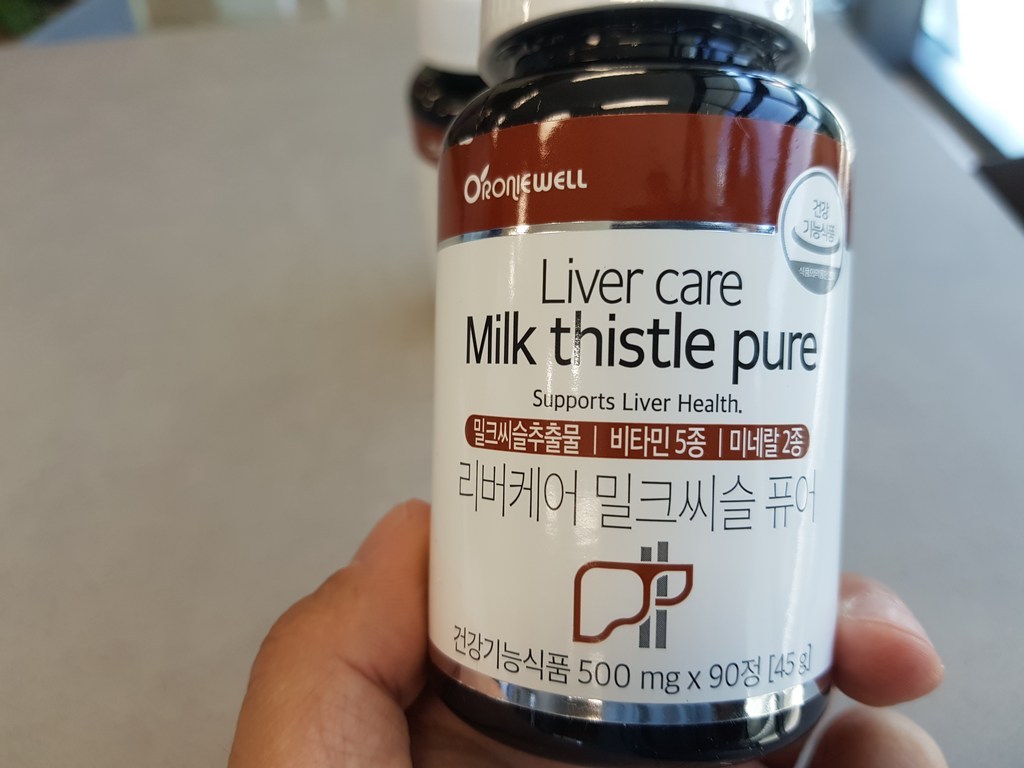 O'RONIEWELL
건강
기능식품
Liver care
Milk thistle pure
Supports Liver Health.
밀크씨슬추출물 | 비타민 5종 | 미네랄 2종
리버케어 밀크씨슬 퓨어
건강기능식품 500 mg x 90정 [45 g]